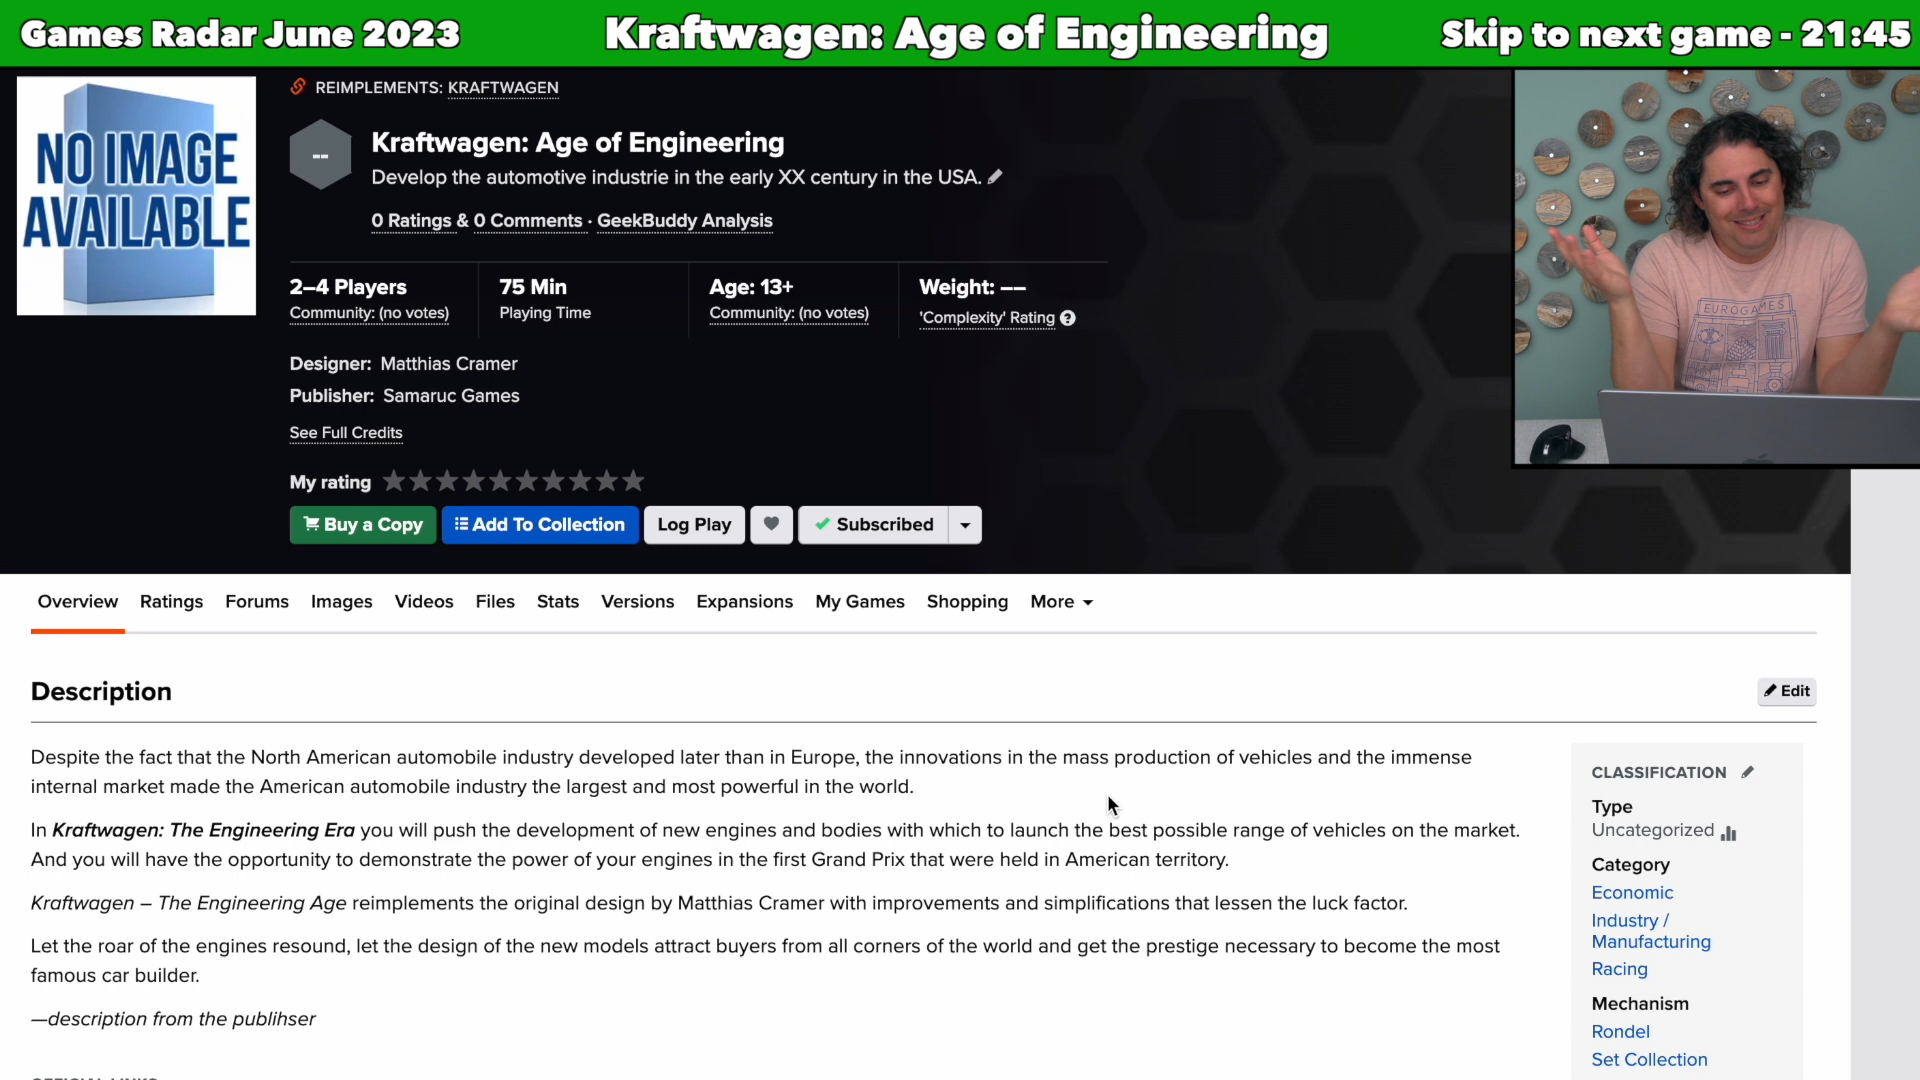 Games Radar June 2023
Kraftwagen: Age of Engineering
Skip to next game - 21:45
NO IMAGE
AVAILABLE
REIMPLEMENTS: KRAFTWAGEN
--
Kraftwagen: Age of Engineering
Develop the automotive industrie in the early XX century in the USA.
0 Ratings & 0 Comments · GeekBuddy Analysis
2–4 Players
Community: (no votes)
75 Min
Playing Time
Age: 13+
Community: (no votes)
Weight: ––
'Complexity' Rating
Designer: Matthias Cramer
Publisher: Samaruc Games
See Full Credits
My rating
Buy a Copy
Add To Collection
Log Play
Subscribed
EUROGAMES
Overview Ratings Forums Images Videos Files Stats Versions Expansions My Games Shopping More
Description
Edit
Despite the fact that the North American automobile industry developed later than in Europe, the innovations in the mass production of vehicles and the immense
internal market made the American automobile industry the largest and most powerful in the world.
In Kraftwagen: The Engineering Era you will push the development of new engines and bodies with which to launch the best possible range of vehicles on the market.
And you will have the opportunity to demonstrate the power of your engines in the first Grand Prix that were held in American territory.
Kraftwagen – The Engineering Age reimplements the original design by Matthias Cramer with improvements and simplifications that lessen the luck factor.
Let the roar of the engines resound, let the design of the new models attract buyers from all corners of the world and get the prestige necessary to become the most
famous car builder.
—description from the publihser
CLASSIFICATION
Type
Uncategorized
Category
Economic
Industry /
Manufacturing
Racing
Mechanism
Rondel
Set Collection